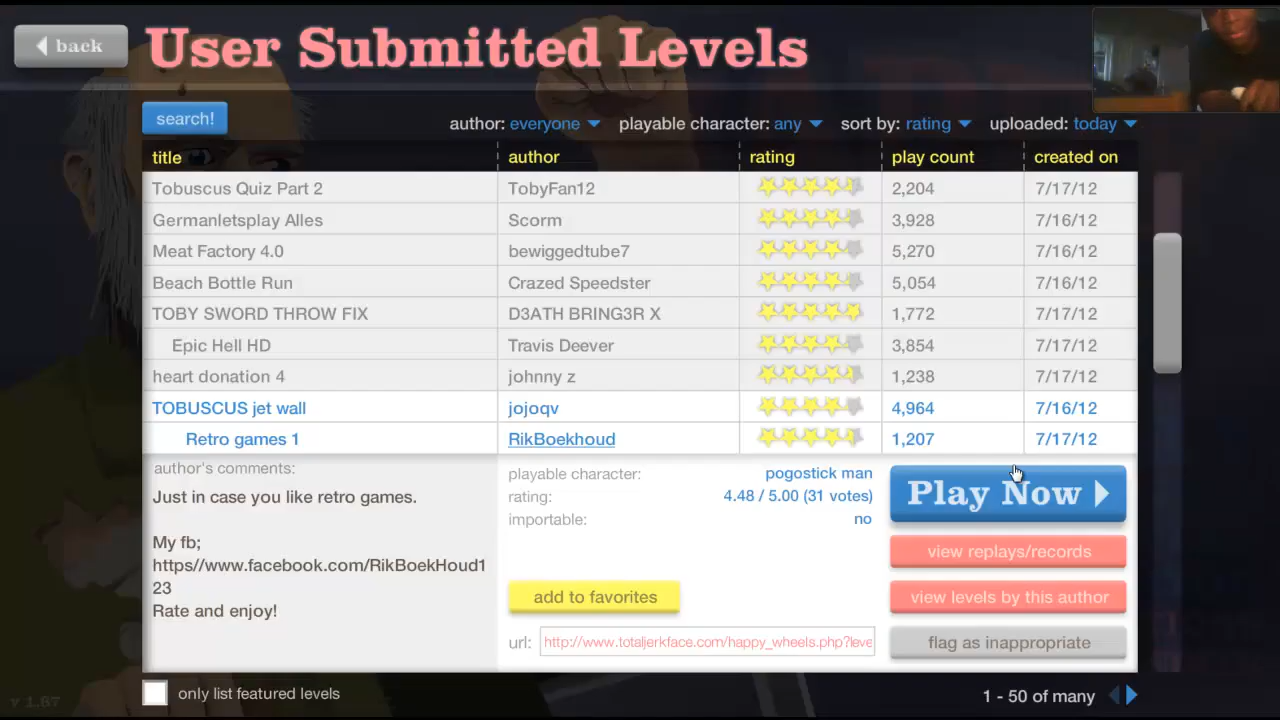 back
User Submitted Levels
search!
author: everyone playable character: any sort by: rating uploaded: today
title author rating play count created on
Tobuscus Quiz Part 2 TobyFan12 2,204 7/17/12
Germanletsplay Alles Scorm 3,928 7/16/12
Meat Factory 4.0 bewiggedtube7 5,270 7/16/12
Beach Bottle Run Crazed Speedster 5,054 7/16/12
TOBY SWORD THROW FIX D3ATH BRING3R X 1,772 7/17/12
Epic Hell HD Travis Deever 3,854 7/17/12
heart donation 4 johnny z 1,238 7/17/12
TOBUSCUS jet wall jojoqv 4,964 7/16/12
Retro games 1 RikBoekhoud 1,207 7/17/12
author's comments:
Just in case you like retro games.
My fb;
https//www.facebook.com/RikBoekHoud1
23
Rate and enjoy!
playable character: pogostick man
rating: 4.48 / 5.00 (31 votes)
importable: no
add to favorites
url: http://www.totaljerkface.com/happy_wheels.php?leve
Play Now
view replays/records
view levels by this author
flag as inappropriate
v 1.67
only list featured levels
1 - 50 of many